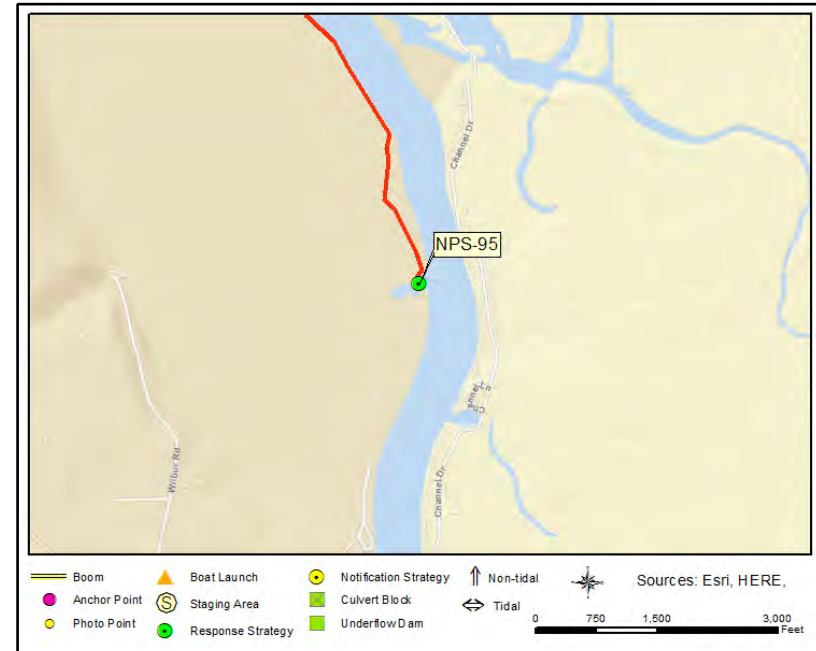 Channel Dr
NPS-95
annel
Wilbur Rd
Channel Dr
Boom
Boat Launch
Notification Strategy
Non-tidal
Sources: Esri, HERE,
Anchor Point
S Staging Area
Culvert Block
Tidal
Photo Point
Response Strategy
Underflow Dam
0 750 1,500 3,000
Feet